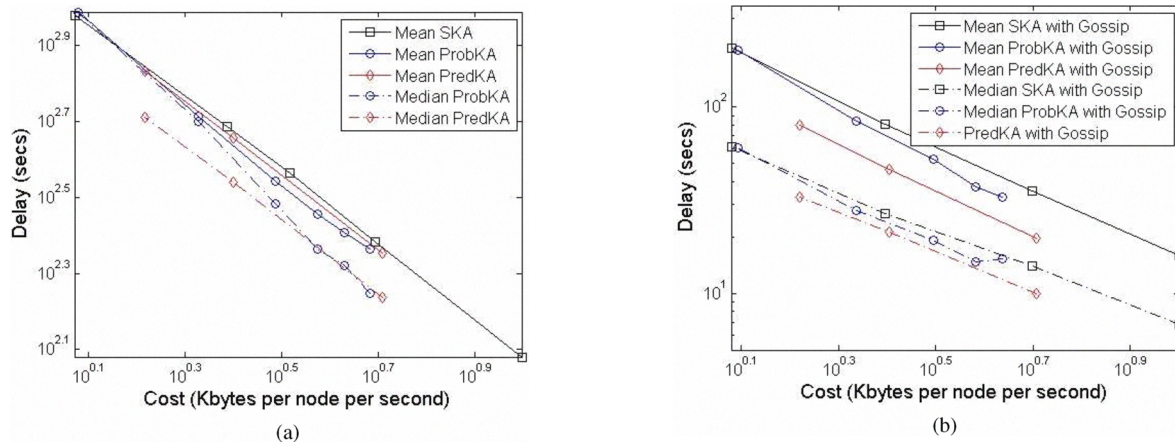 Mean SKA
Mean ProbKA
Mean PredKA
Median ProbKA
Median PredKA
10^2.9
10^2.7
10^2.5
10^2.3
10^2.1
Delay (secs)
10^0.1
10^0.3
10^0.5
10^0.7
10^0.9
Cost (Kbytes per node per second)
(a)
Mean SKA with Gossip
Mean ProbKA with Gossip
Mean PredKA with Gossip
Median SKA with Gossip
Median ProbKA with Gossip
PredKA with Gossip
10^2
10^1
Delay (secs)
10^0.1
10^0.3
10^0.5
10^0.7
10^0.9
Cost (Kbytes per node per second)
(b)